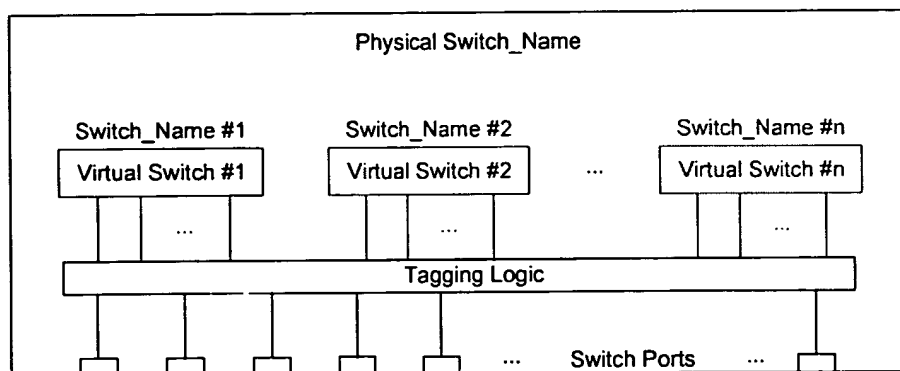 Physical Switch_Name
Switch_Name #1 Switch_Name #2 Switch_Name #n
Virtual Switch #1 Virtual Switch #2 ... Virtual Switch #n
... ... ...
Tagging Logic
... Switch Ports ...